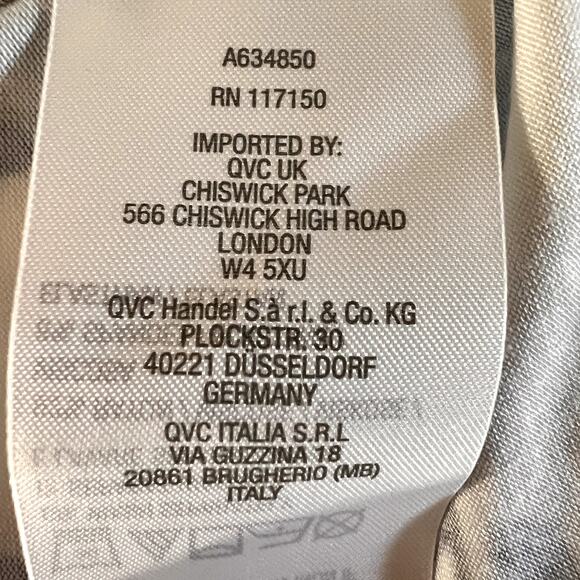 A634850
RN 117150
IMPORTED BY:
QVC UK
CHISWICK PARK
566 CHISWICK HIGH ROAD
LONDON
W4 5XU
QVC Handel S.à r.l. & Co. KG
PLOCKSTR. 30
40221 DÜSSELDORF
GERMANY
QVC ITALIA S.R.L
VIA GUZZINA 18
20861 BRUGHERIO (MB)
ITALY